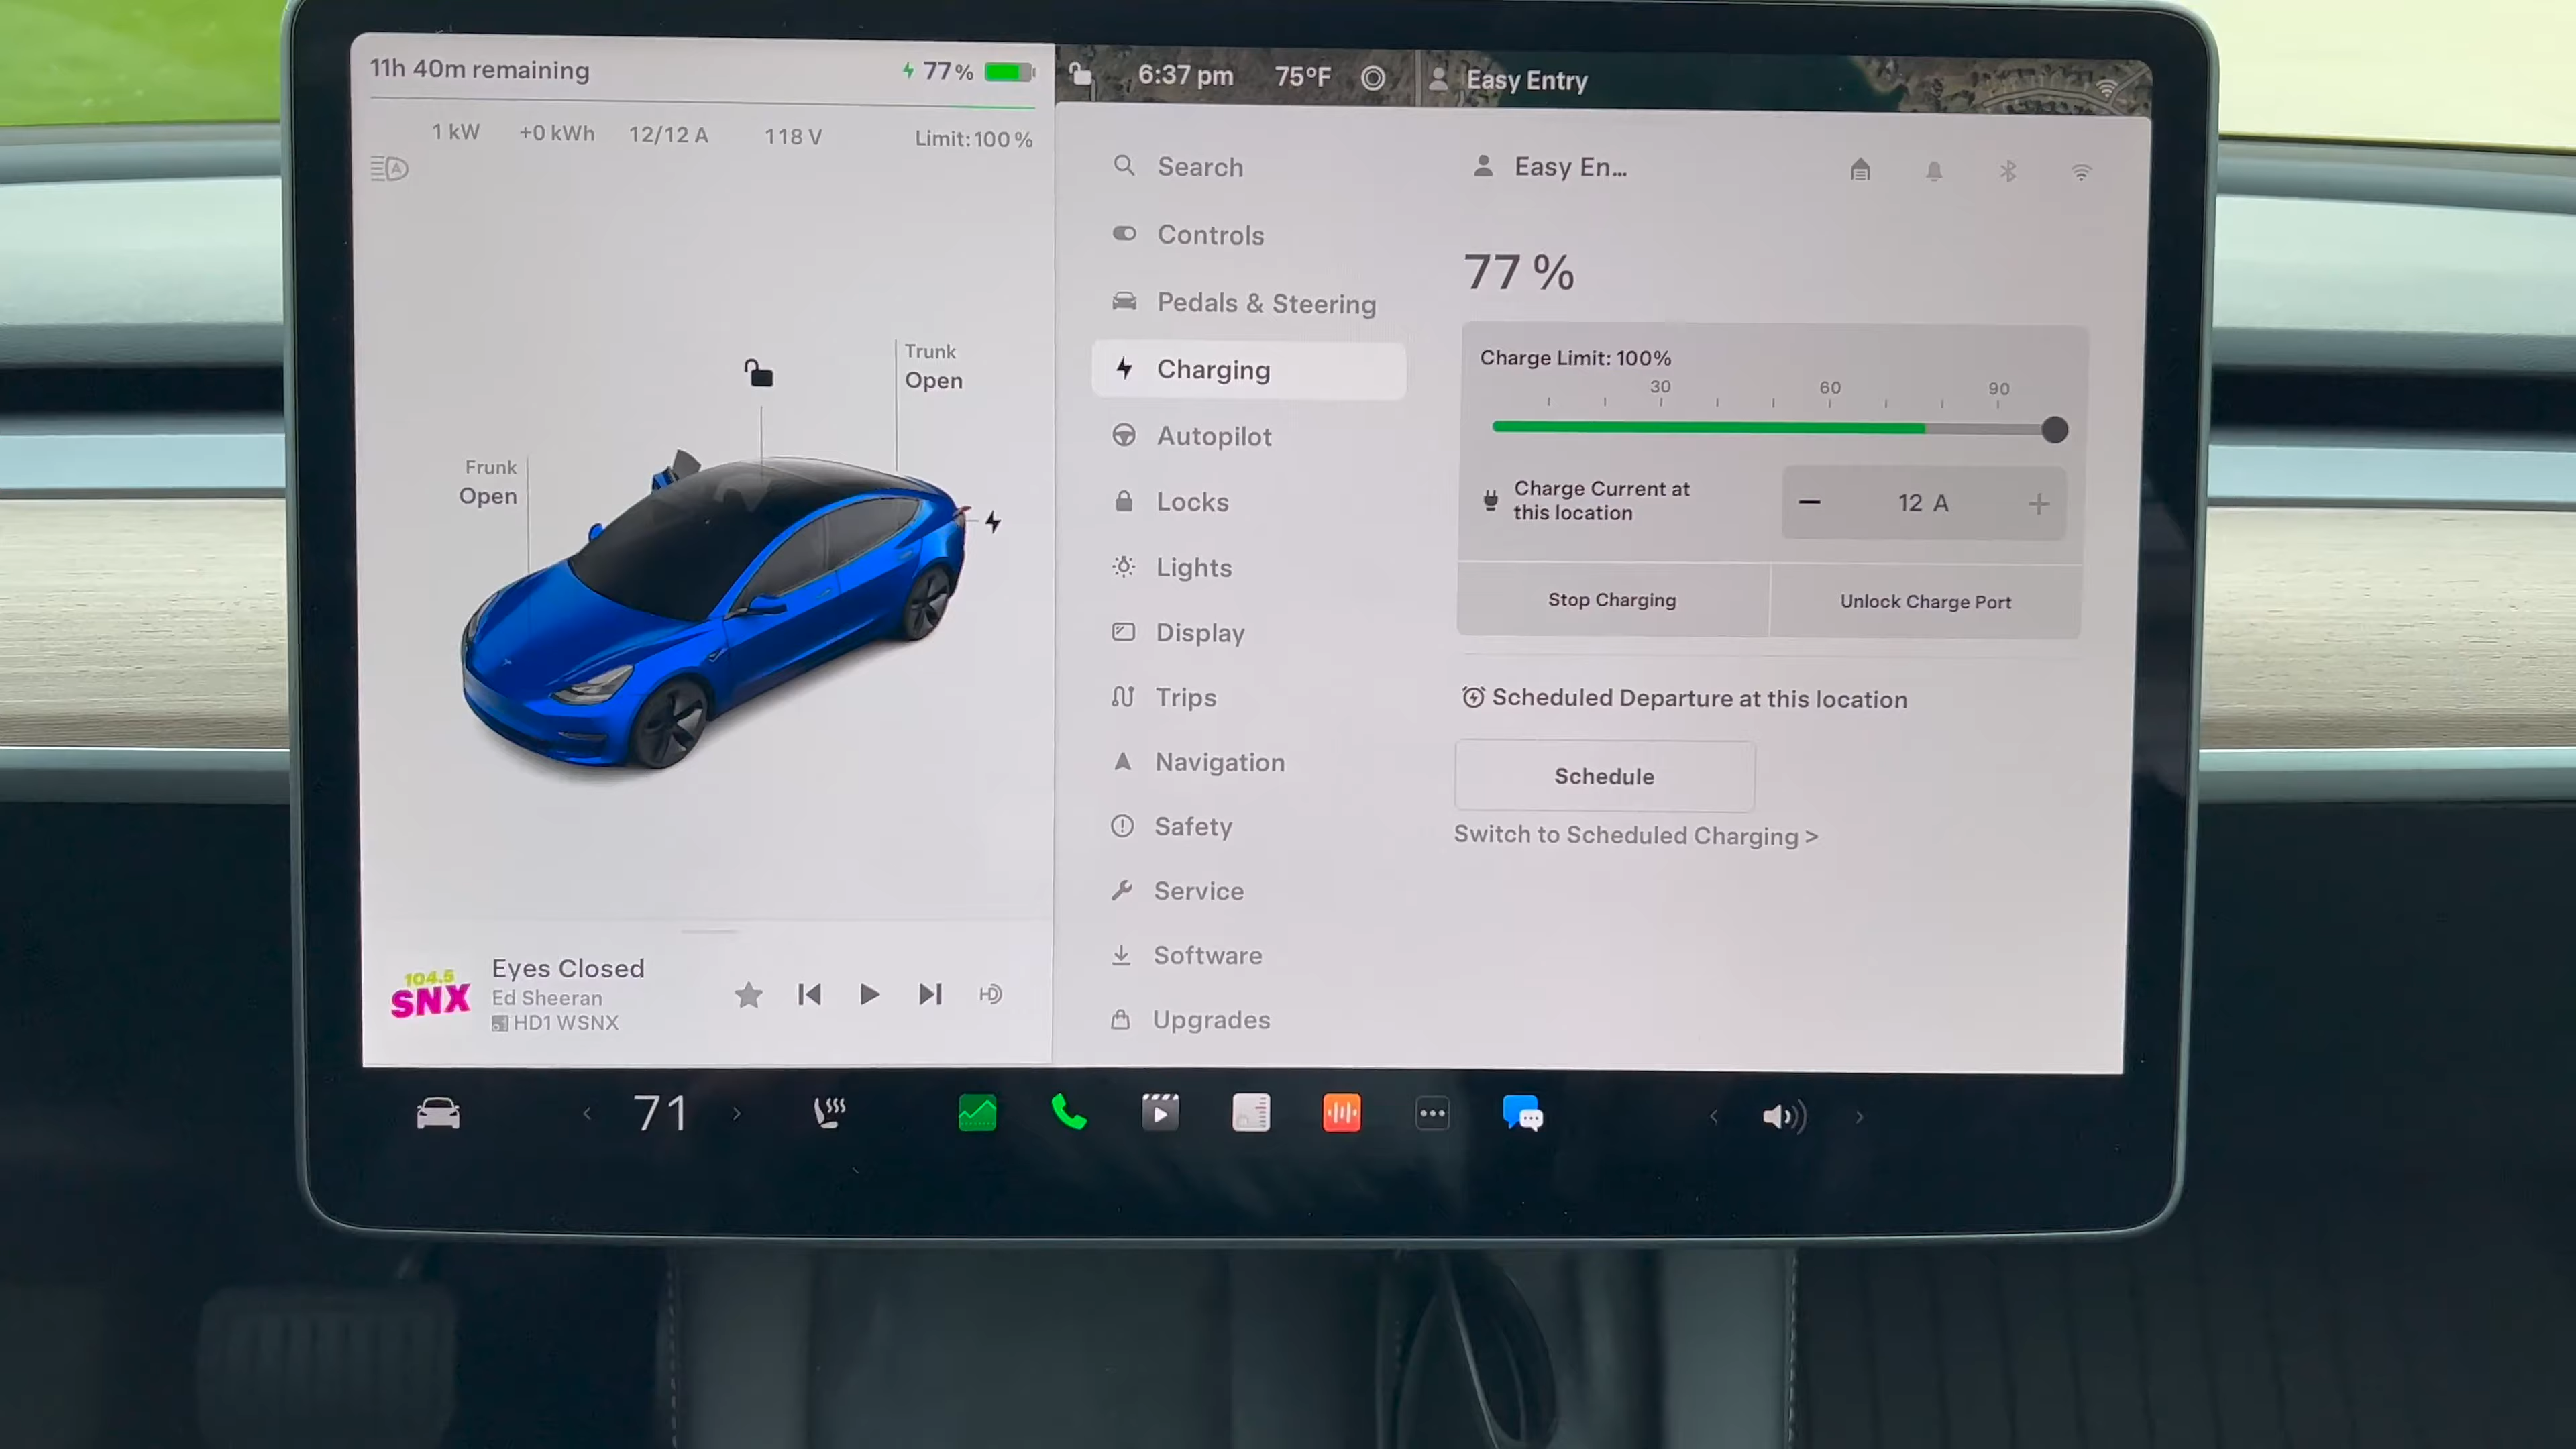 11h 40m remaining
77%
1 kW +0 kWh 12/12 A 118 V Limit: 100 %
A
Trunk
Open
Frunk
Open
104.5
SNX
Eyes Closed
Ed Sheeran
HD1 WSNX
HD
6:37 pm 75°F Easy Entry
Search
Controls
Pedals & Steering
Charging
Autopilot
Locks
Lights
Display
Trips
Navigation
Safety
Service
Software
Upgrades
Easy En...
77 %
Charge Limit: 100%
30 60 90
Charge Current at
this location
12 A
Stop Charging Unlock Charge Port
Scheduled Departure at this location
Schedule
Switch to Scheduled Charging >
71